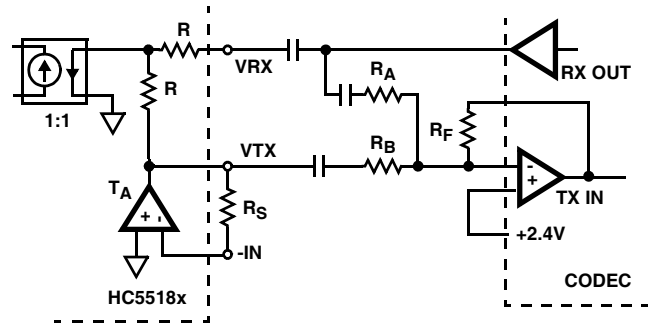 R
VRX
RX OUT
R
RA
1:1
RF
RB
VTX
TA
+ -
RS
- +
TX IN
+2.4V
-IN
HC5518x
CODEC